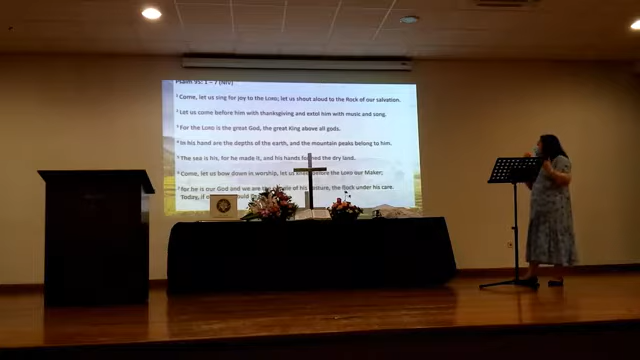 Psalm 95: 1 – 7 (NIV)
1 Come, let us sing for joy to the LORD; let us shout aloud to the Rock of our salvation.
2 Let us come before him with thanksgiving and extol him with music and song.
3 For the LORD is the great God, the great King above all gods.
4 In his hand are the depths of the earth, and the mountain peaks belong to him.
5 The sea is his, for he made it, and his hands formed the dry land.
6 Come, let us bow down in worship, let us kneel before the LORD our Maker;
7 for he is our God and we are the people of his pasture, the flock under his care.
Today, if